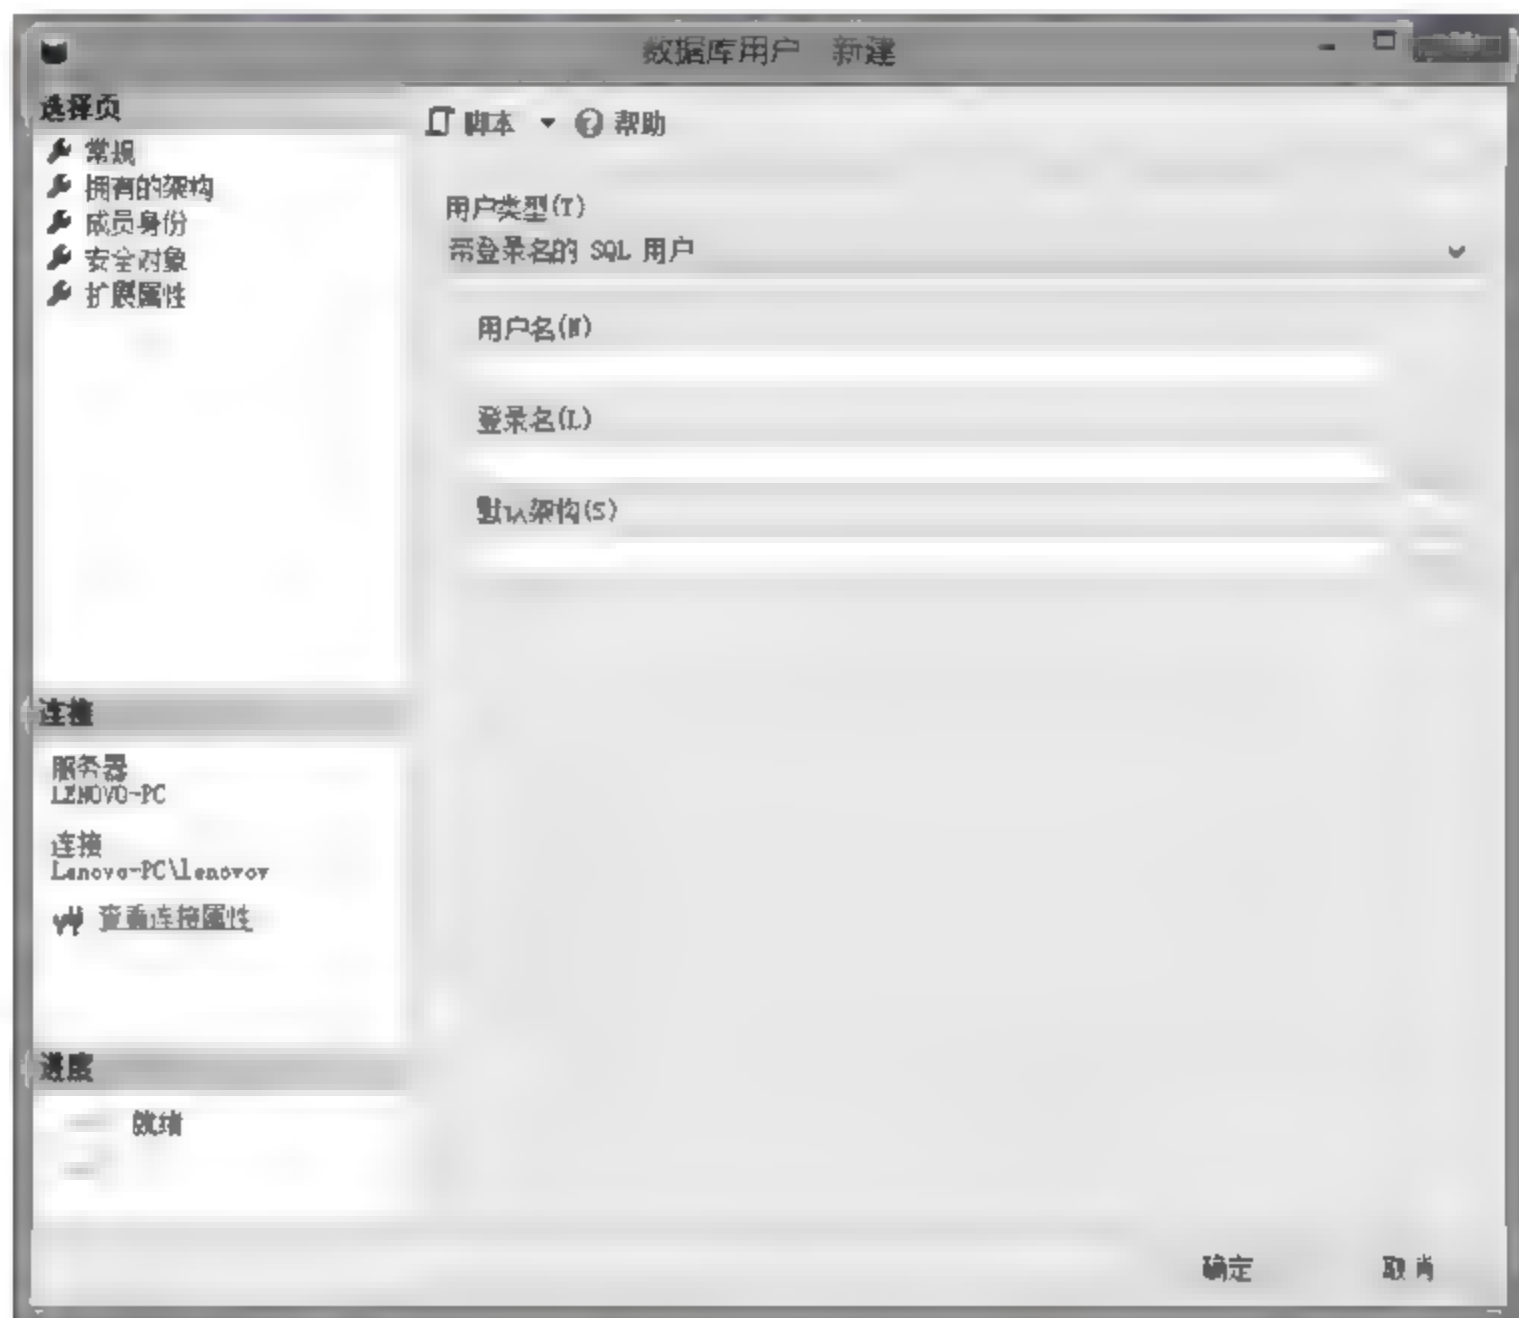 数据库用户 新建
选择页
常规
拥有的架构
成员身份
安全对象
扩展属性
脚本 帮助
用户类型(T)
带登录名的 SQL 用户
用户名(N)
登录名(L)
默认架构(S)
连接
服务器
LENOVO-PC
连接
Lenovo-PC\lenovov
查看连接属性
进度
就绪
确定 取消